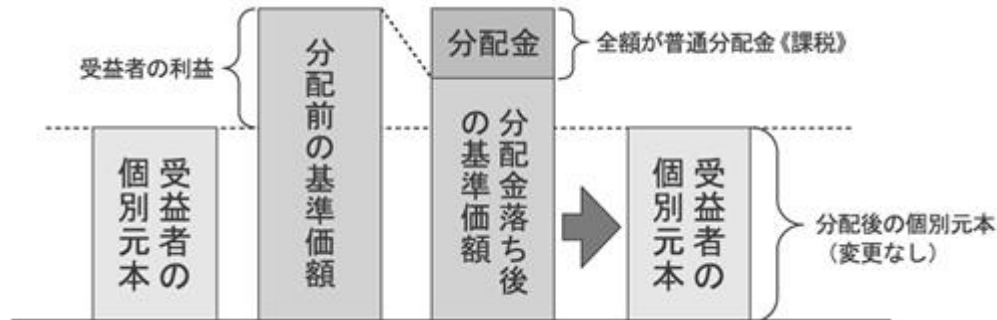 受益者の利益
受益者の
個別元本
分配前の基準価額
分配金
全額が普通分配金《課税》
分配金落ち後
の基準価額
受益者の
個別元本
分配後の個別元本
（変更なし）